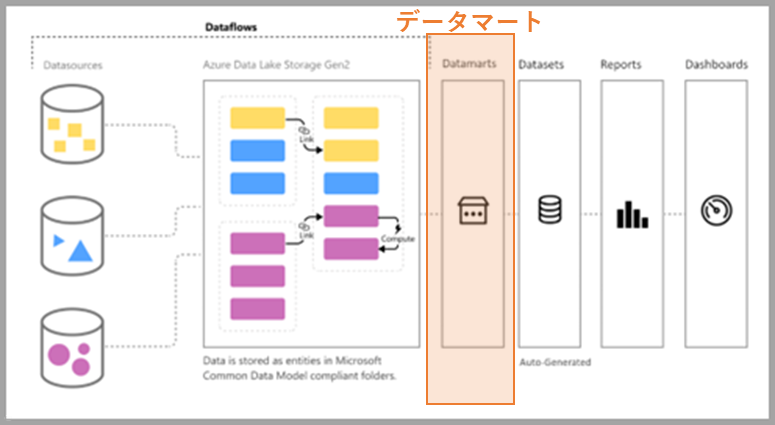 Dataflows
データマート
Datasources
Azure Data Lake Storage Gen2
Datamarts
Datasets
Reports
Dashboards
Link
Link
Compute
Data is stored as entities in Microsoft
Common Data Model compliant folders.
Auto-Generated